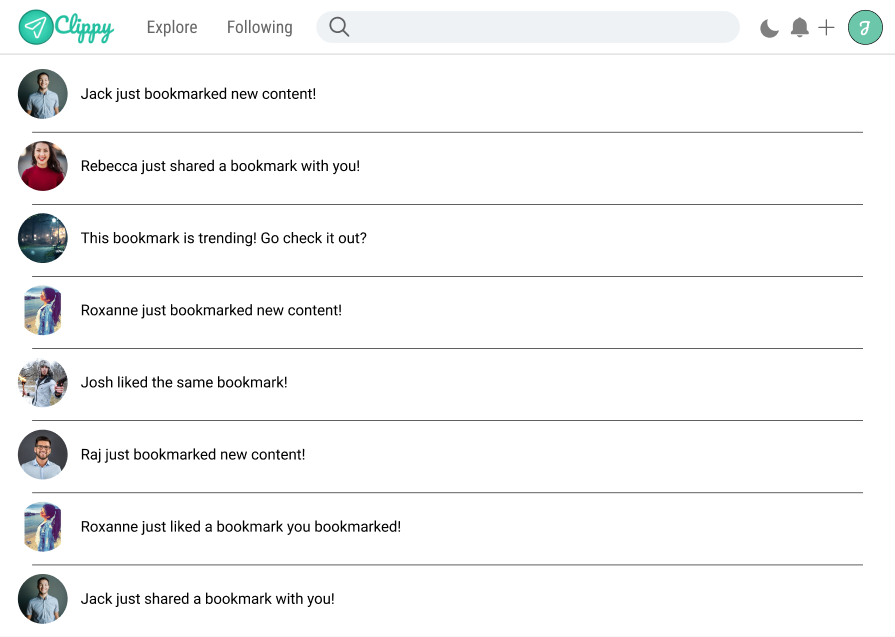 Clippy Explore Following J
Jack just bookmarked new content!
Rebecca just shared a bookmark with you!
This bookmark is trending! Go check it out?
Roxanne just bookmarked new content!
Josh liked the same bookmark!
Raj just bookmarked new content!
Roxanne just liked a bookmark you bookmarked!
Jack just shared a bookmark with you!